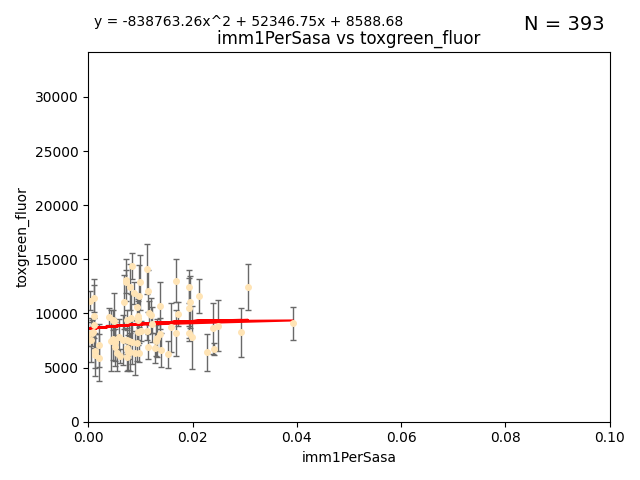 y = -838763.26x^2 + 52346.75x + 8588.68
N = 393
imm1PerSasa vs toxgreen_fluor
30000
25000
20000
15000
10000
5000
0
toxgreen_fluor
0.00 0.02 0.04 0.06 0.08 0.10
imm1PerSasa